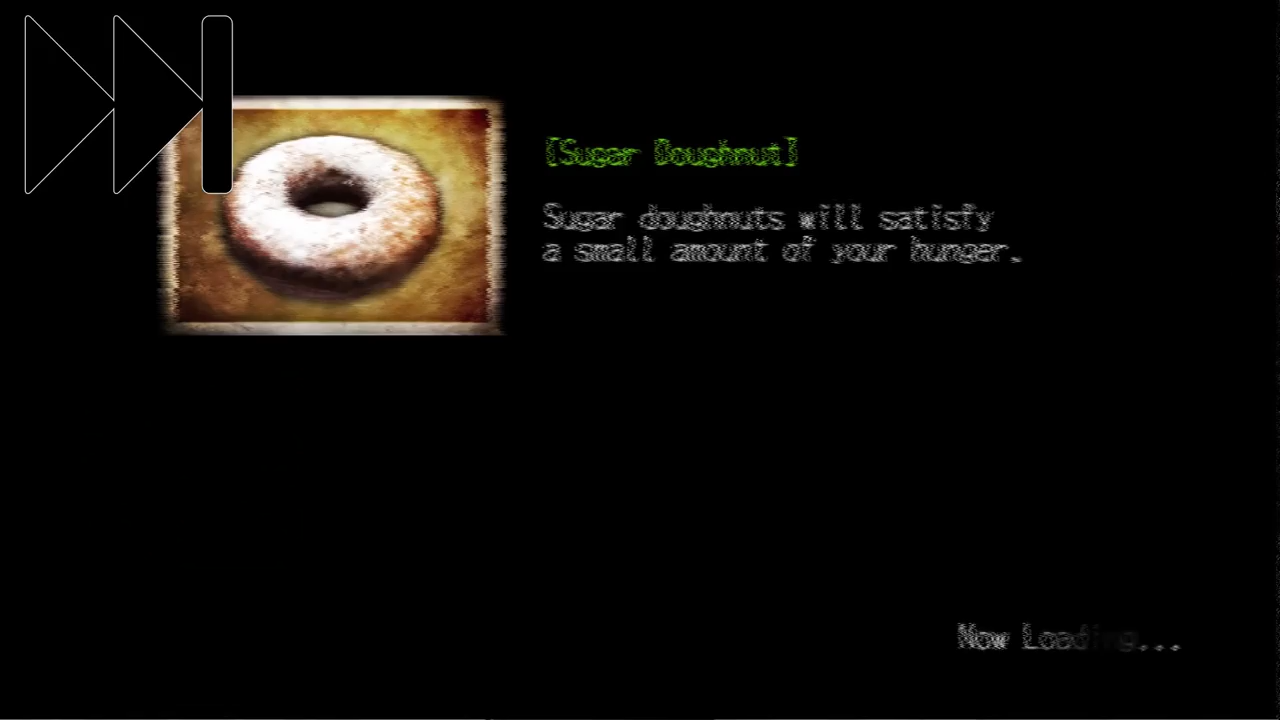 [Sugar Doughnut]
Sugar doughnuts will satisfy
a small amount of your hunger.
Now Loading...